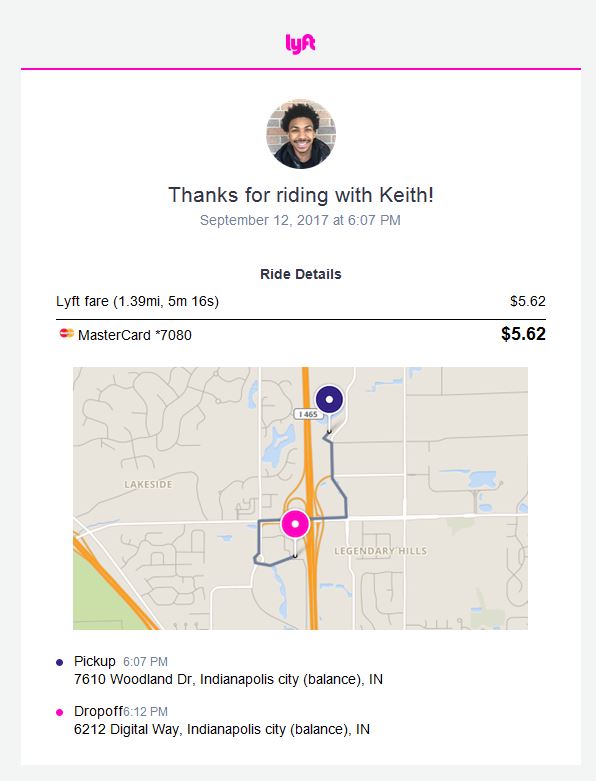 lyft
Thanks for riding with Keith!
September 12, 2017 at 6:07 PM
Ride Details
Lyft fare (1.39mi, 5m 16s) $5.62
MasterCard *7080 $5.62
I 465
LAKESIDE
LEGENDARY HILLS
Pickup 6:07 PM
7610 Woodland Dr, Indianapolis city (balance), IN
Dropoff6:12 PM
6212 Digital Way, Indianapolis city (balance), IN